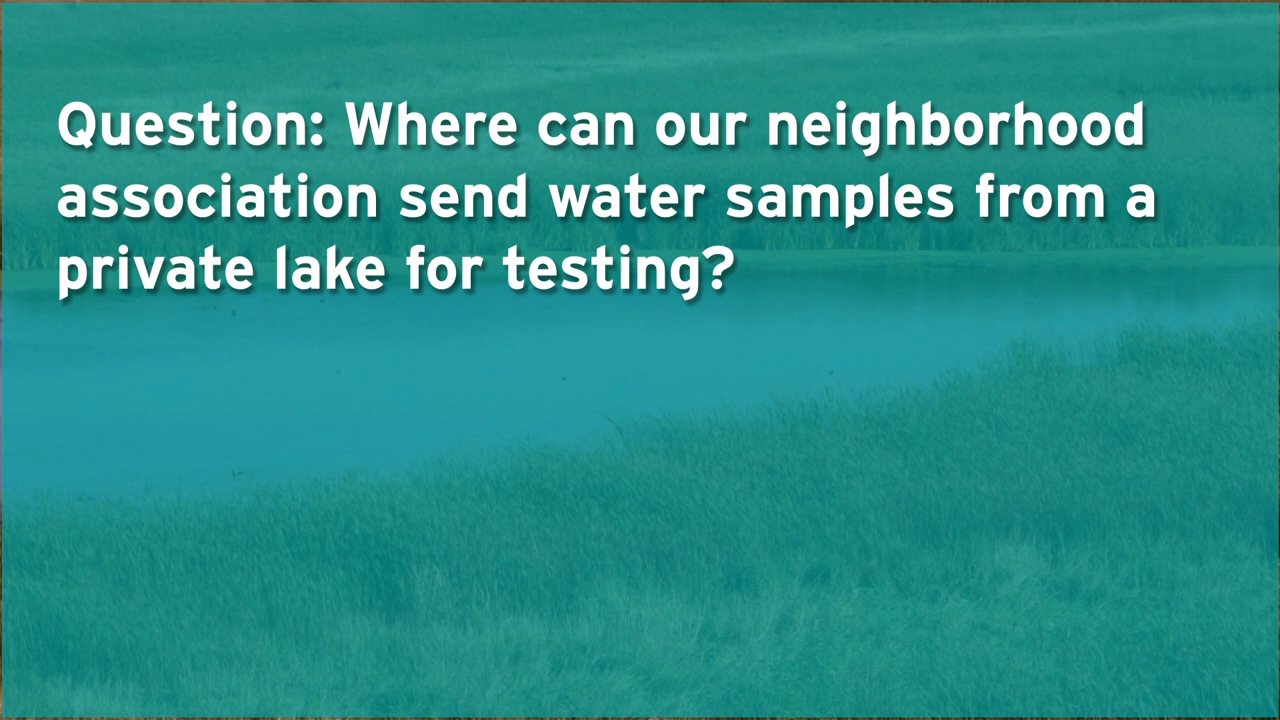 Question: Where can our neighborhood
association send water samples from a
private lake for testing?